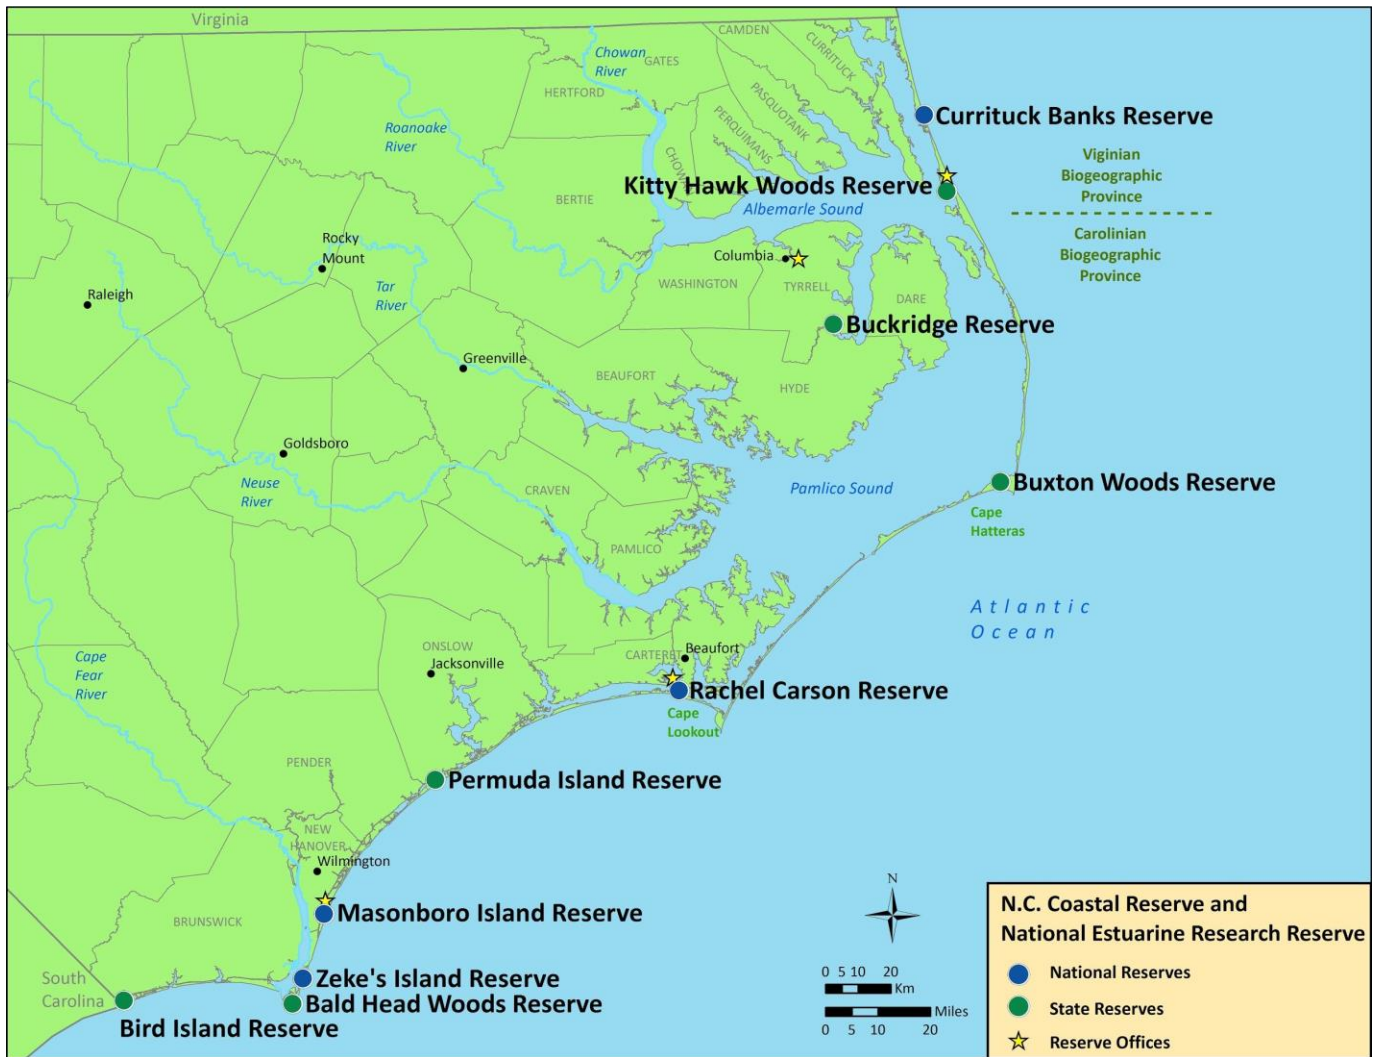 Virginia
Chowan
River
GATES
CAMDEN
CURRITUCK
HERTFORD
PASQUOTANK
PERQUIMANS
CHOWA
Roanoake
River
BERTIE
Currituck Banks Reserve
Viginian
Biogeographic
Province
Kitty Hawk Woods Reserve
Albemarle Sound
Carolinian
Biogeographic
Province
Rocky
Mount
Columbia
WASHINGTON
TYRRELL
DARE
Raleigh
Tar
River
Buckridge Reserve
Greenville
BEAUFORT
HYDE
Goldsboro
Neuse
River
CRAVEN
Pamlico Sound
Buxton Woods Reserve
Cape
Hatteras
PAMLICO
Atlantic
Ocean
Cape
Fear
River
ONSLOW
Jacksonville
CARTERET
Beaufort
Rachel Carson Reserve
Cape
Lookout
PENDER
Permuda Island Reserve
NEW
HANOVER
Wilmington
Masonboro Island Reserve
BRUNSWICK
Zeke's Island Reserve
South
Carolina
Bald Head Woods Reserve
Bird Island Reserve
N
0 5 10 20
Km
Miles
0 5 10 20
N.C. Coastal Reserve and
National Estuarine Research Reserve
National Reserves
State Reserves
Reserve Offices